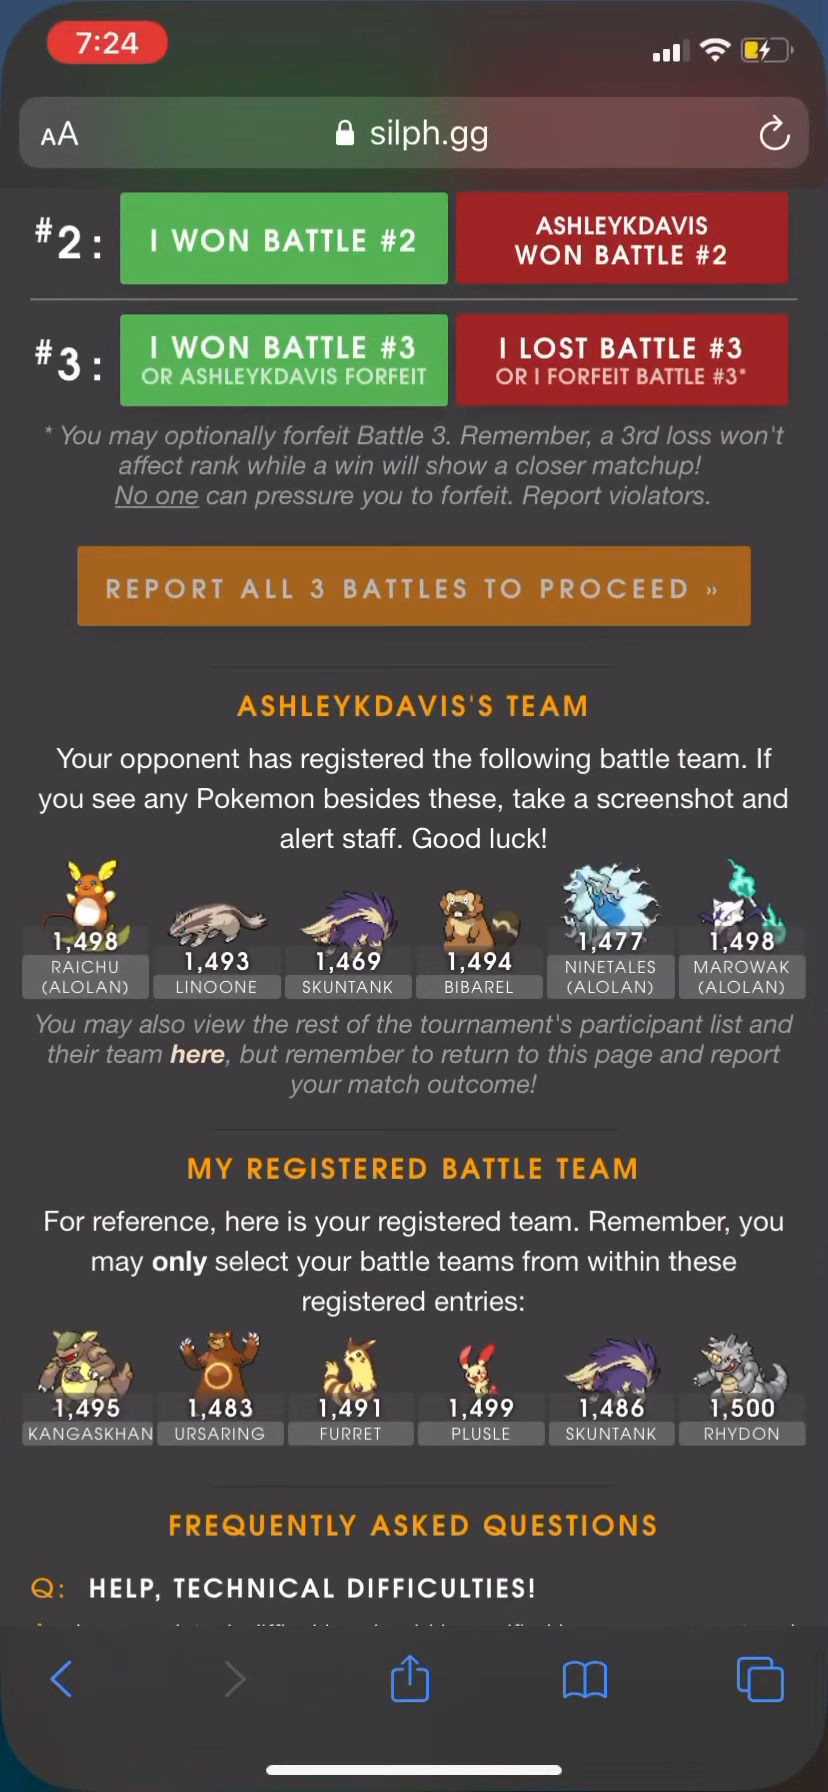 7:24
AA silph.gg
#2: I WON BATTLE #2
ASHLEYKDAVIS
WON BATTLE #2
#3: I WON BATTLE #3
OR ASHLEYKDAVIS FORFEIT
I LOST BATTLE #3
OR I FORFEIT BATTLE #3*
* You may optionally forfeit Battle 3. Remember, a 3rd loss won't
affect rank while a win will show a closer matchup!
No one can pressure you to forfeit. Report violators.
REPORT ALL 3 BATTLES TO PROCEED »
ASHLEYKDAVIS'S TEAM
Your opponent has registered the following battle team. If
you see any Pokemon besides these, take a screenshot and
alert staff. Good luck!
1,498
RAICHU
(ALOLAN)
1,493
LINOONE
1,469
SKUNTANK
1,494
BIBAREL
1,477
NINETALES
(ALOLAN)
1,498
MAROWAK
(ALOLAN)
You may also view the rest of the tournament's participant list and
their team here, but remember to return to this page and report
your match outcome!
MY REGISTERED BATTLE TEAM
For reference, here is your registered team. Remember, you
may only select your battle teams from within these
registered entries:
1,495
KANGASKHAN
1,483
URSARING
1,491
FURRET
1,499
PLUSLE
1,486
SKUNTANK
1,500
RHYDON
FREQUENTLY ASKED QUESTIONS
Q: HELP, TECHNICAL DIFFICULTIES!